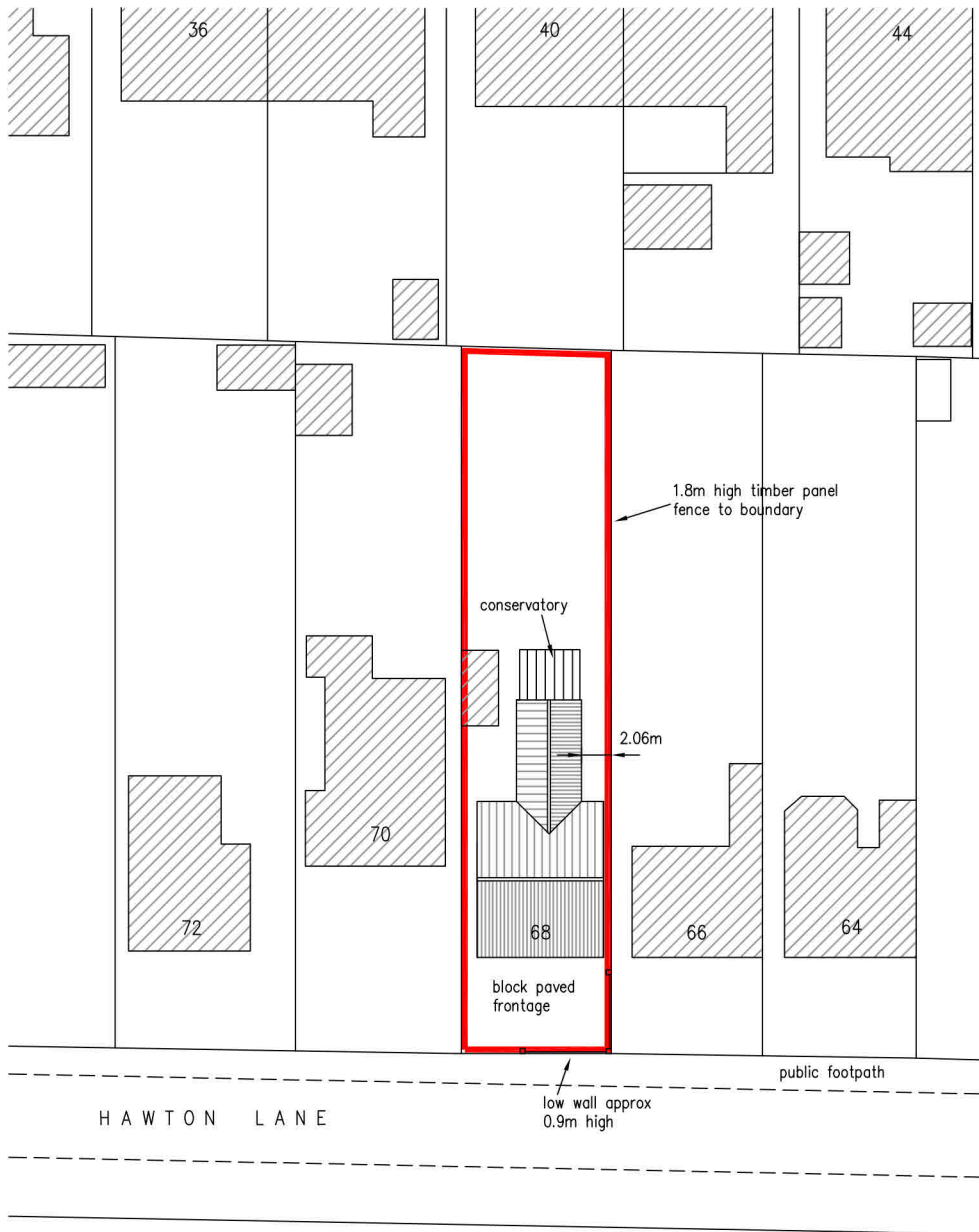 36
40
44
1.8m high timber panel
fence to boundary
conservatory
2.06m
70
72
68
66
64
block paved
frontage
public footpath
low wall approx
0.9m high
HAWTON LANE